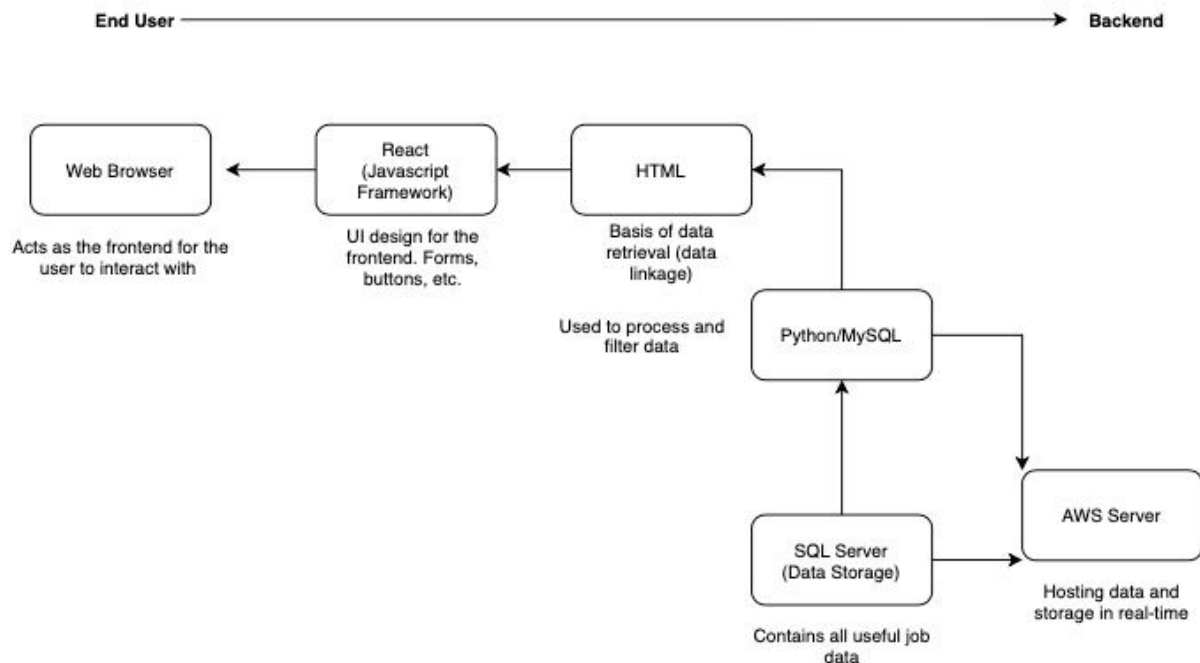 End User
Backend
Web Browser
React
(Javascript
Framework)
HTML
Acts as the frontend for the
user to interact with
UI design for the
frontend. Forms,
buttons, etc.
Basis of data
retrieval (data
linkage)
Used to process and
filter data
Python/MySQL
SQL Server
(Data Storage)
AWS Server
Contains all useful job
data
Hosting data and
storage in real-time